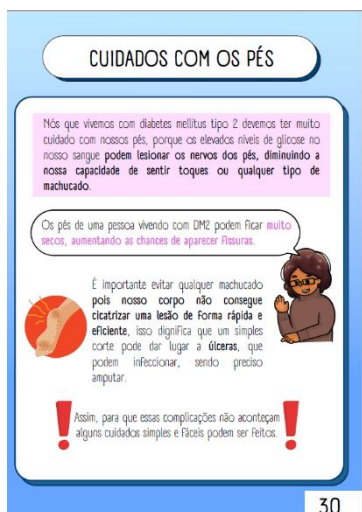 CUIDADOS COM OS PÉS
Nós que vivemos com diabetes mellitus tipo 2 devemos ter muito
cuidado com nossos pés, porque os elevados níveis de glicose no
nosso sangue podem lesionar os nervos dos pés, diminuindo a
nossa capacidade de sentir toques ou qualquer tipo de
machucado.
Os pés de uma pessoa vivendo com DM2 podem ficar muito
secos, aumentando as chances de aparecer fissuras.
É importante evitar qualquer machucado
pois nosso corpo não consegue
cicatrizar uma lesão de forma rápida e
eficiente, isso dignifica que um simples
corte pode dar lugar a úlceras, que
podem infeccionar, sendo preciso
amputar.
Assim, para que essas complicações não aconteçam
alguns cuidados simples e fáceis podem ser feitos.
30